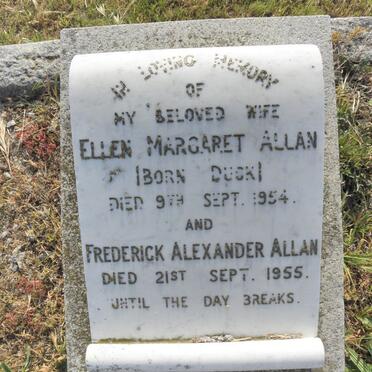 IN LOVING MEMORY
OF
MY BELOVED WIFE
ELLEN MARGARET ALLAN
(BORN DUCK)
DIED 9TH SEPT. 1954.
AND
FREDERICK ALEXANDER ALLAN
DIED 21ST SEPT. 1955.
UNTIL THE DAY BREAKS.